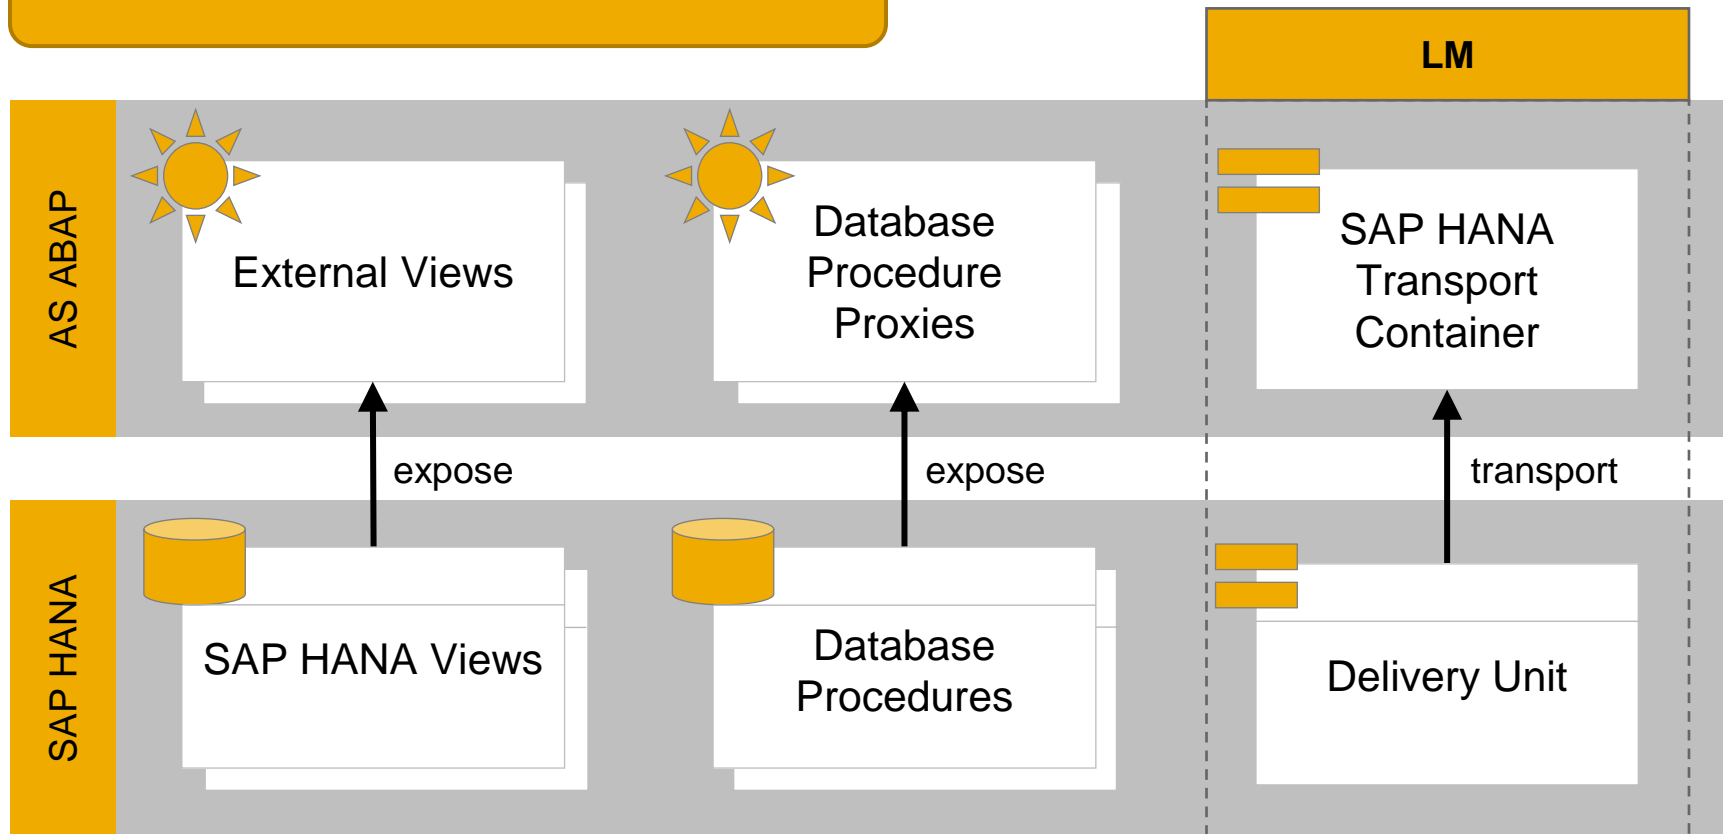 LM
AS ABAP
External Views
Database
Procedure
Proxies
SAP HANA
Transport
Container
expose
expose
transport
SAP HANA
SAP HANA Views
Database
Procedures
Delivery Unit